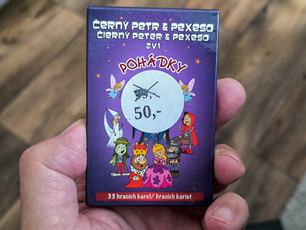 ČERNÝ PETR & PEXESO
ČIERNY PETER & PEXESO
2V1
POHÁDKY
50,-
33 hracích karet/ hracích kariet